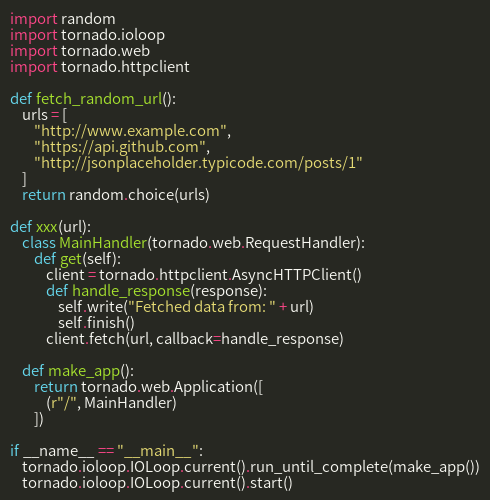 import random
import tornado.ioloop
import tornado.web
import tornado.httpclient

def fetch_random_url():
    urls = [
        "http://www.example.com",
        "https://api.github.com",
        "http://jsonplaceholder.typicode.com/posts/1"
    ]
    return random.choice(urls)

def xxx(url):
    class MainHandler(tornado.web.RequestHandler):
        def get(self):
            client = tornado.httpclient.AsyncHTTPClient()
            def handle_response(response):
                self.write("Fetched data from: " + url)
                self.finish()
            client.fetch(url, callback=handle_response)

    def make_app():
        return tornado.web.Application([
            (r"/", MainHandler)
        ])

if __name__ == "__main__":
    tornado.ioloop.IOLoop.current().run_until_complete(make_app())
    tornado.ioloop.IOLoop.current().start()